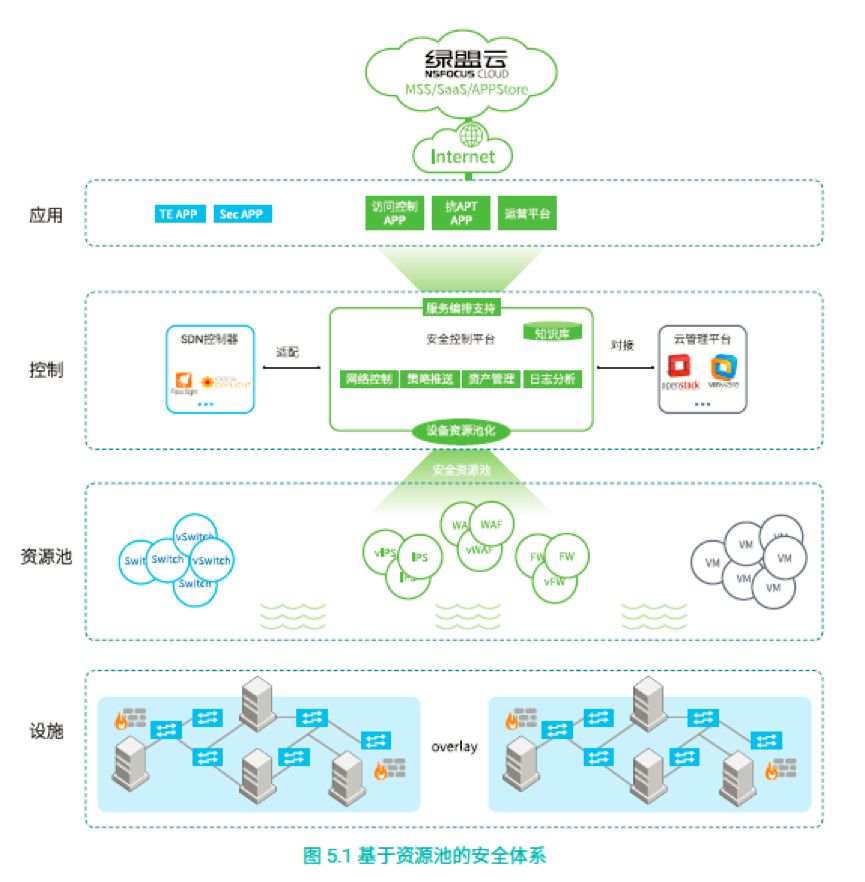 绿盟云
NSFOCUS CLOUD
MSS/SaaS/APPStore
Internet
应用
TE APP
Sec APP
访问控制
APP
抗APT
APP
运营平台
控制
服务编排支持
SDN控制器
适配
安全控制平台
知识库
对接
云管理平台
网络控制
策略推送
资产管理
日志分析
openstack
vmware
设备资源池化
安全资源池
资源池
vSwitch
Swit
Switch
vSwitch
Switch
vIPS
IPS
IPS
WA
WAF
vWAF
FW
FW
vFW
VM
VM
VM
VM
VM
VM
设施
overlay
图 5.1 基于资源池的安全体系